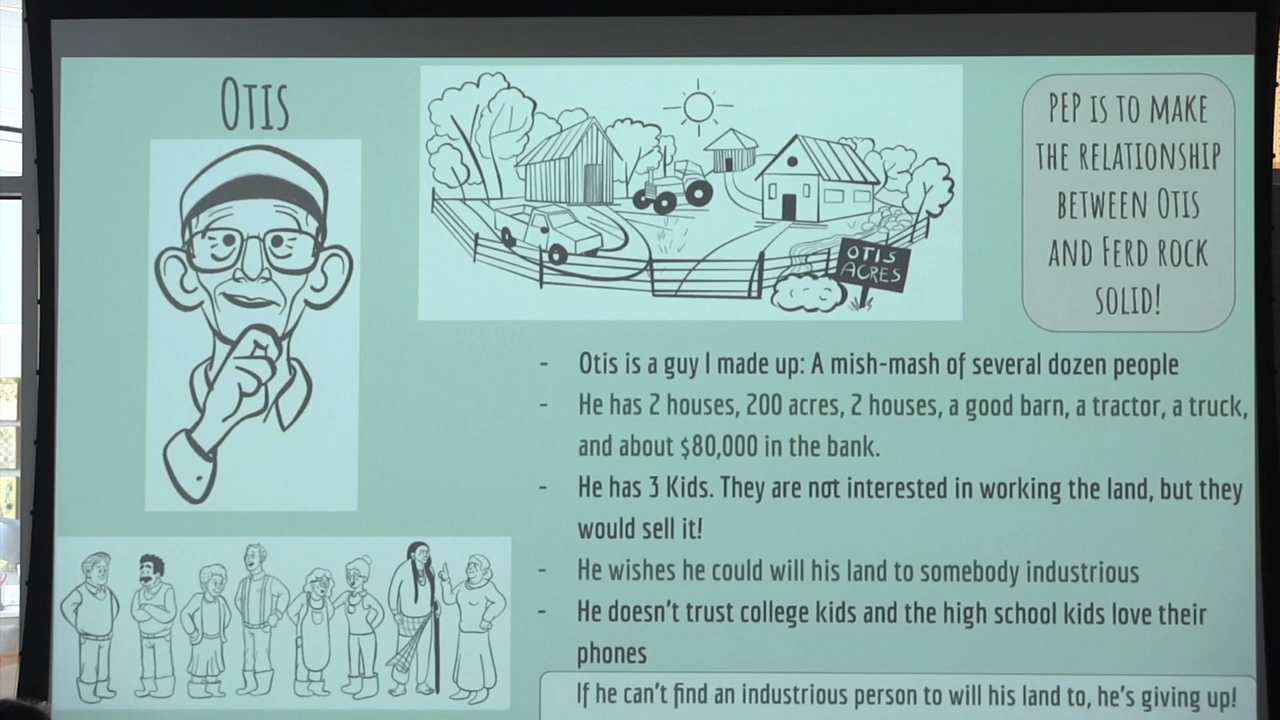 OTIS
OTIS
ACRES
PEP IS TO MAKE
THE RELATIONSHIP
BETWEEN OTIS
AND FERD ROCK
SOLID!
- Otis is a guy I made up: A mish-mash of several dozen people
- He has 2 houses, 200 acres, 2 houses, a good barn, a tractor, a truck,
and about $80,000 in the bank.
- He has 3 Kids. They are not interested in working the land, but they
would sell it!
- He wishes he could will his land to somebody industrious
- He doesn't trust college kids and the high school kids love their
phones
If he can't find an industrious person to will his land to, he's giving up!